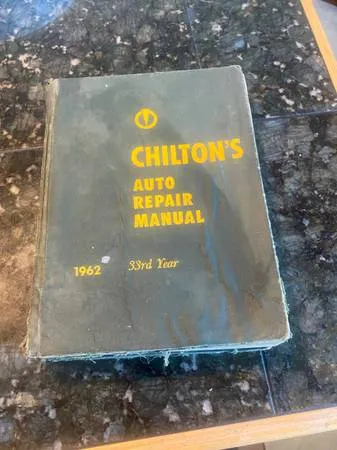 CHILTON'S
AUTO
REPAIR
MANUAL
1962 33rd Year